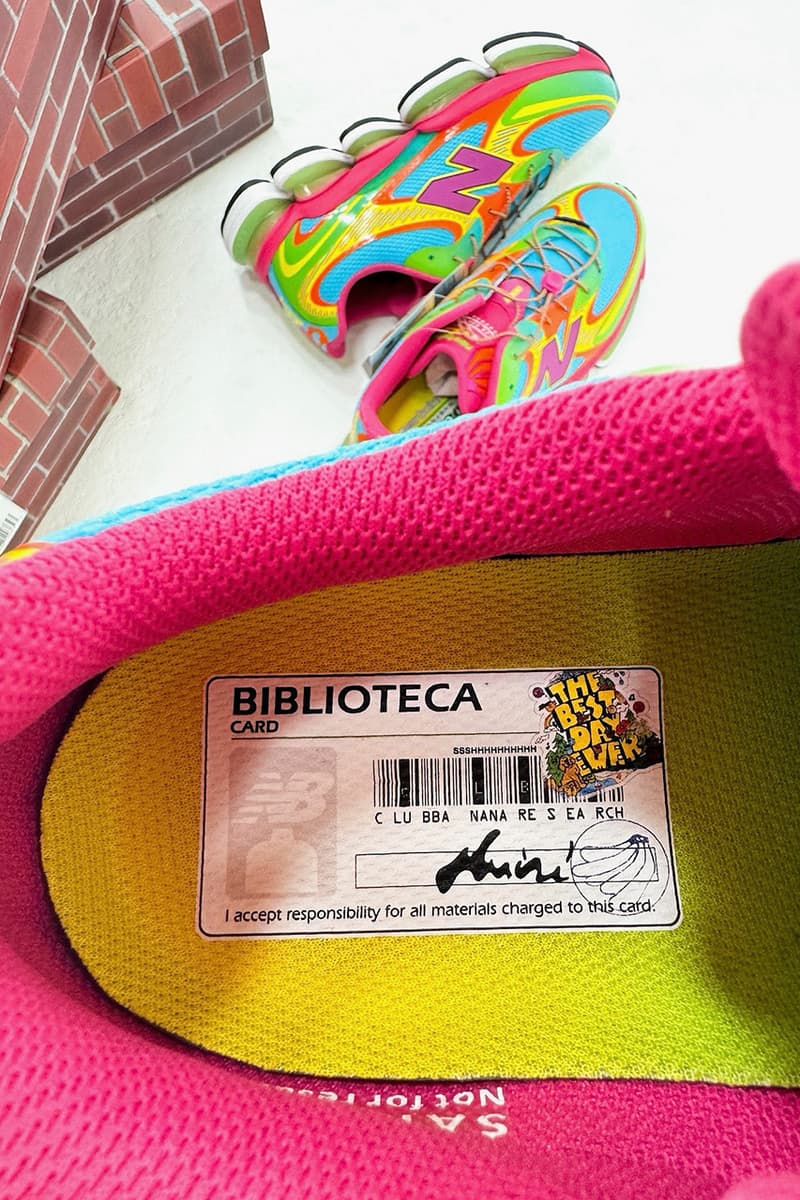 N
N
BIBLIOTECA
CARD
THE
BEST
DAY
EVER
SSSHHHHHHHHHHH
C L B
C LU BBA NANA RE S EA RCH
I accept responsibility for all materials charged to this card.
Not for